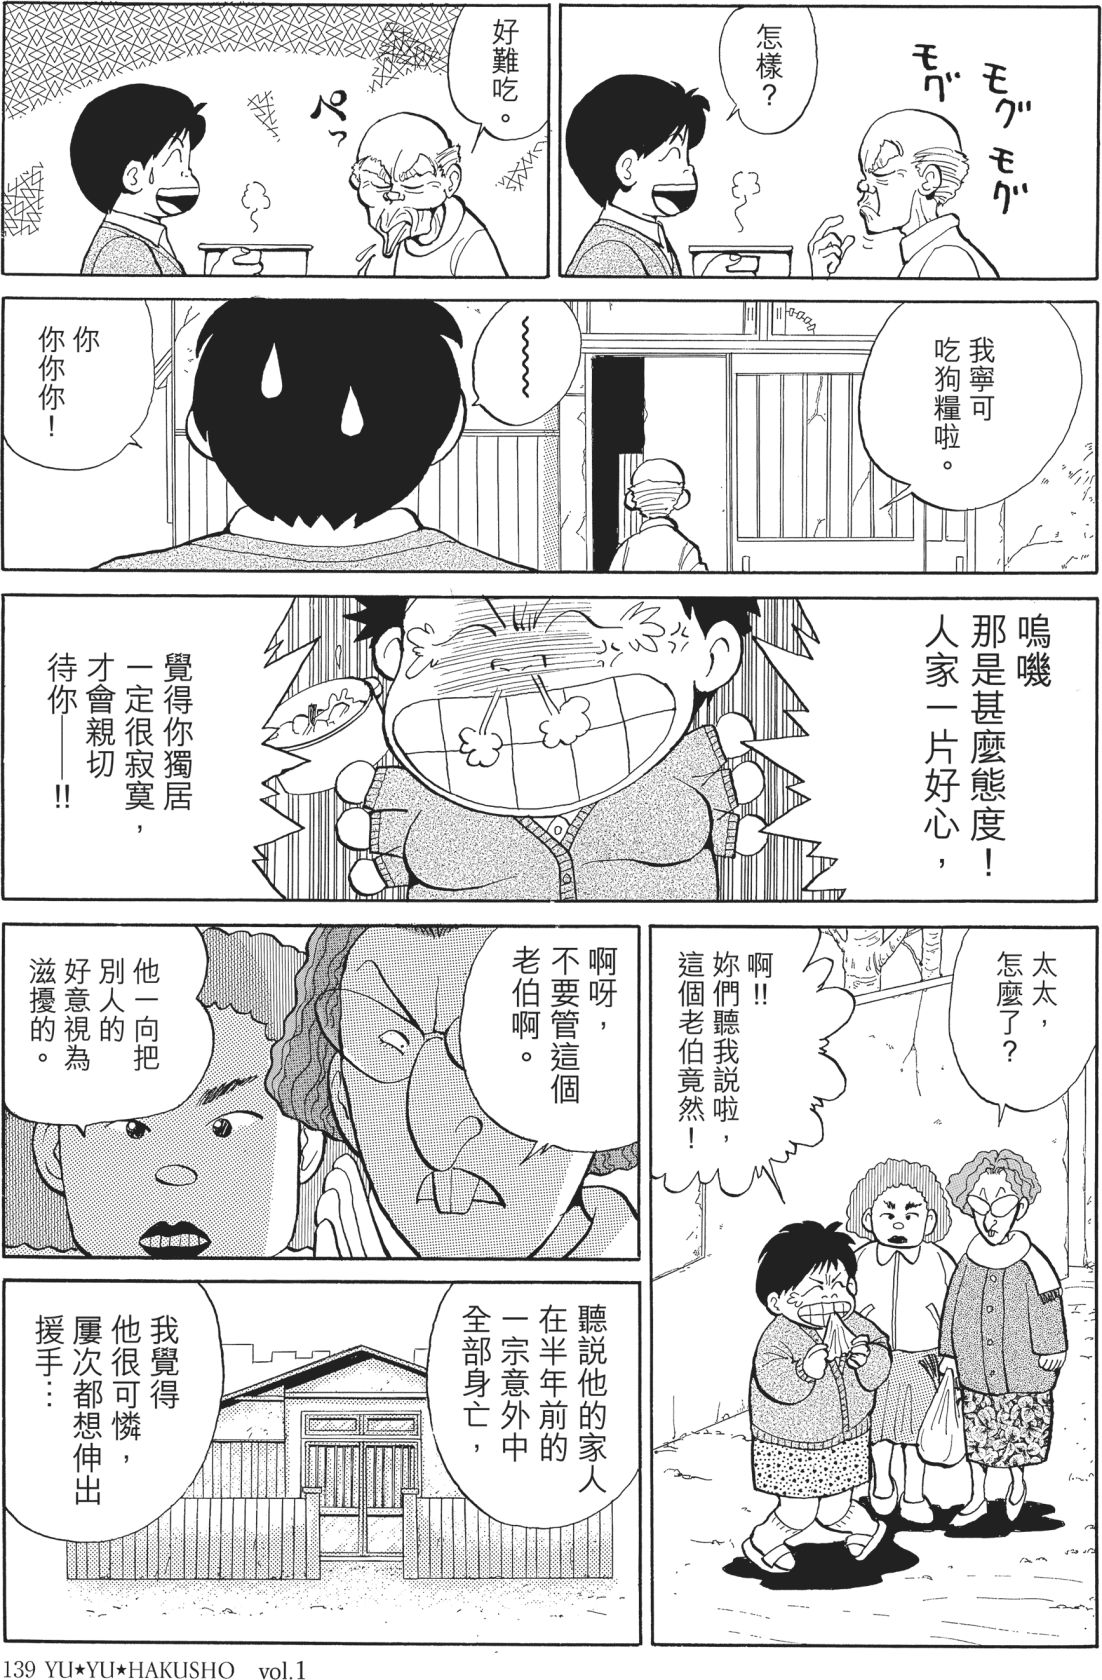 怎樣？
モグ
モグ
モグ
好難吃。
ぺっ
我寧可
吃狗糧啦。
你
你你你！
嗚嘰
那是甚麼態度！
人家一片好心，
覺得你獨居
一定很寂寞，
才會親切
待你——!!
太太，
怎麼了？
啊!!
妳們聽我説啦，
這個老伯竟然！
啊呀，
不要管這個
老伯啊。
他一向把
別人的
好意視為
滋擾的。
聽説他的家人
在半年前的
一宗意外中
全部身亡，
我覺得
他很可憐，
屢次都想伸出
援手…
139 YU★YU★HAKUSHO vol.1